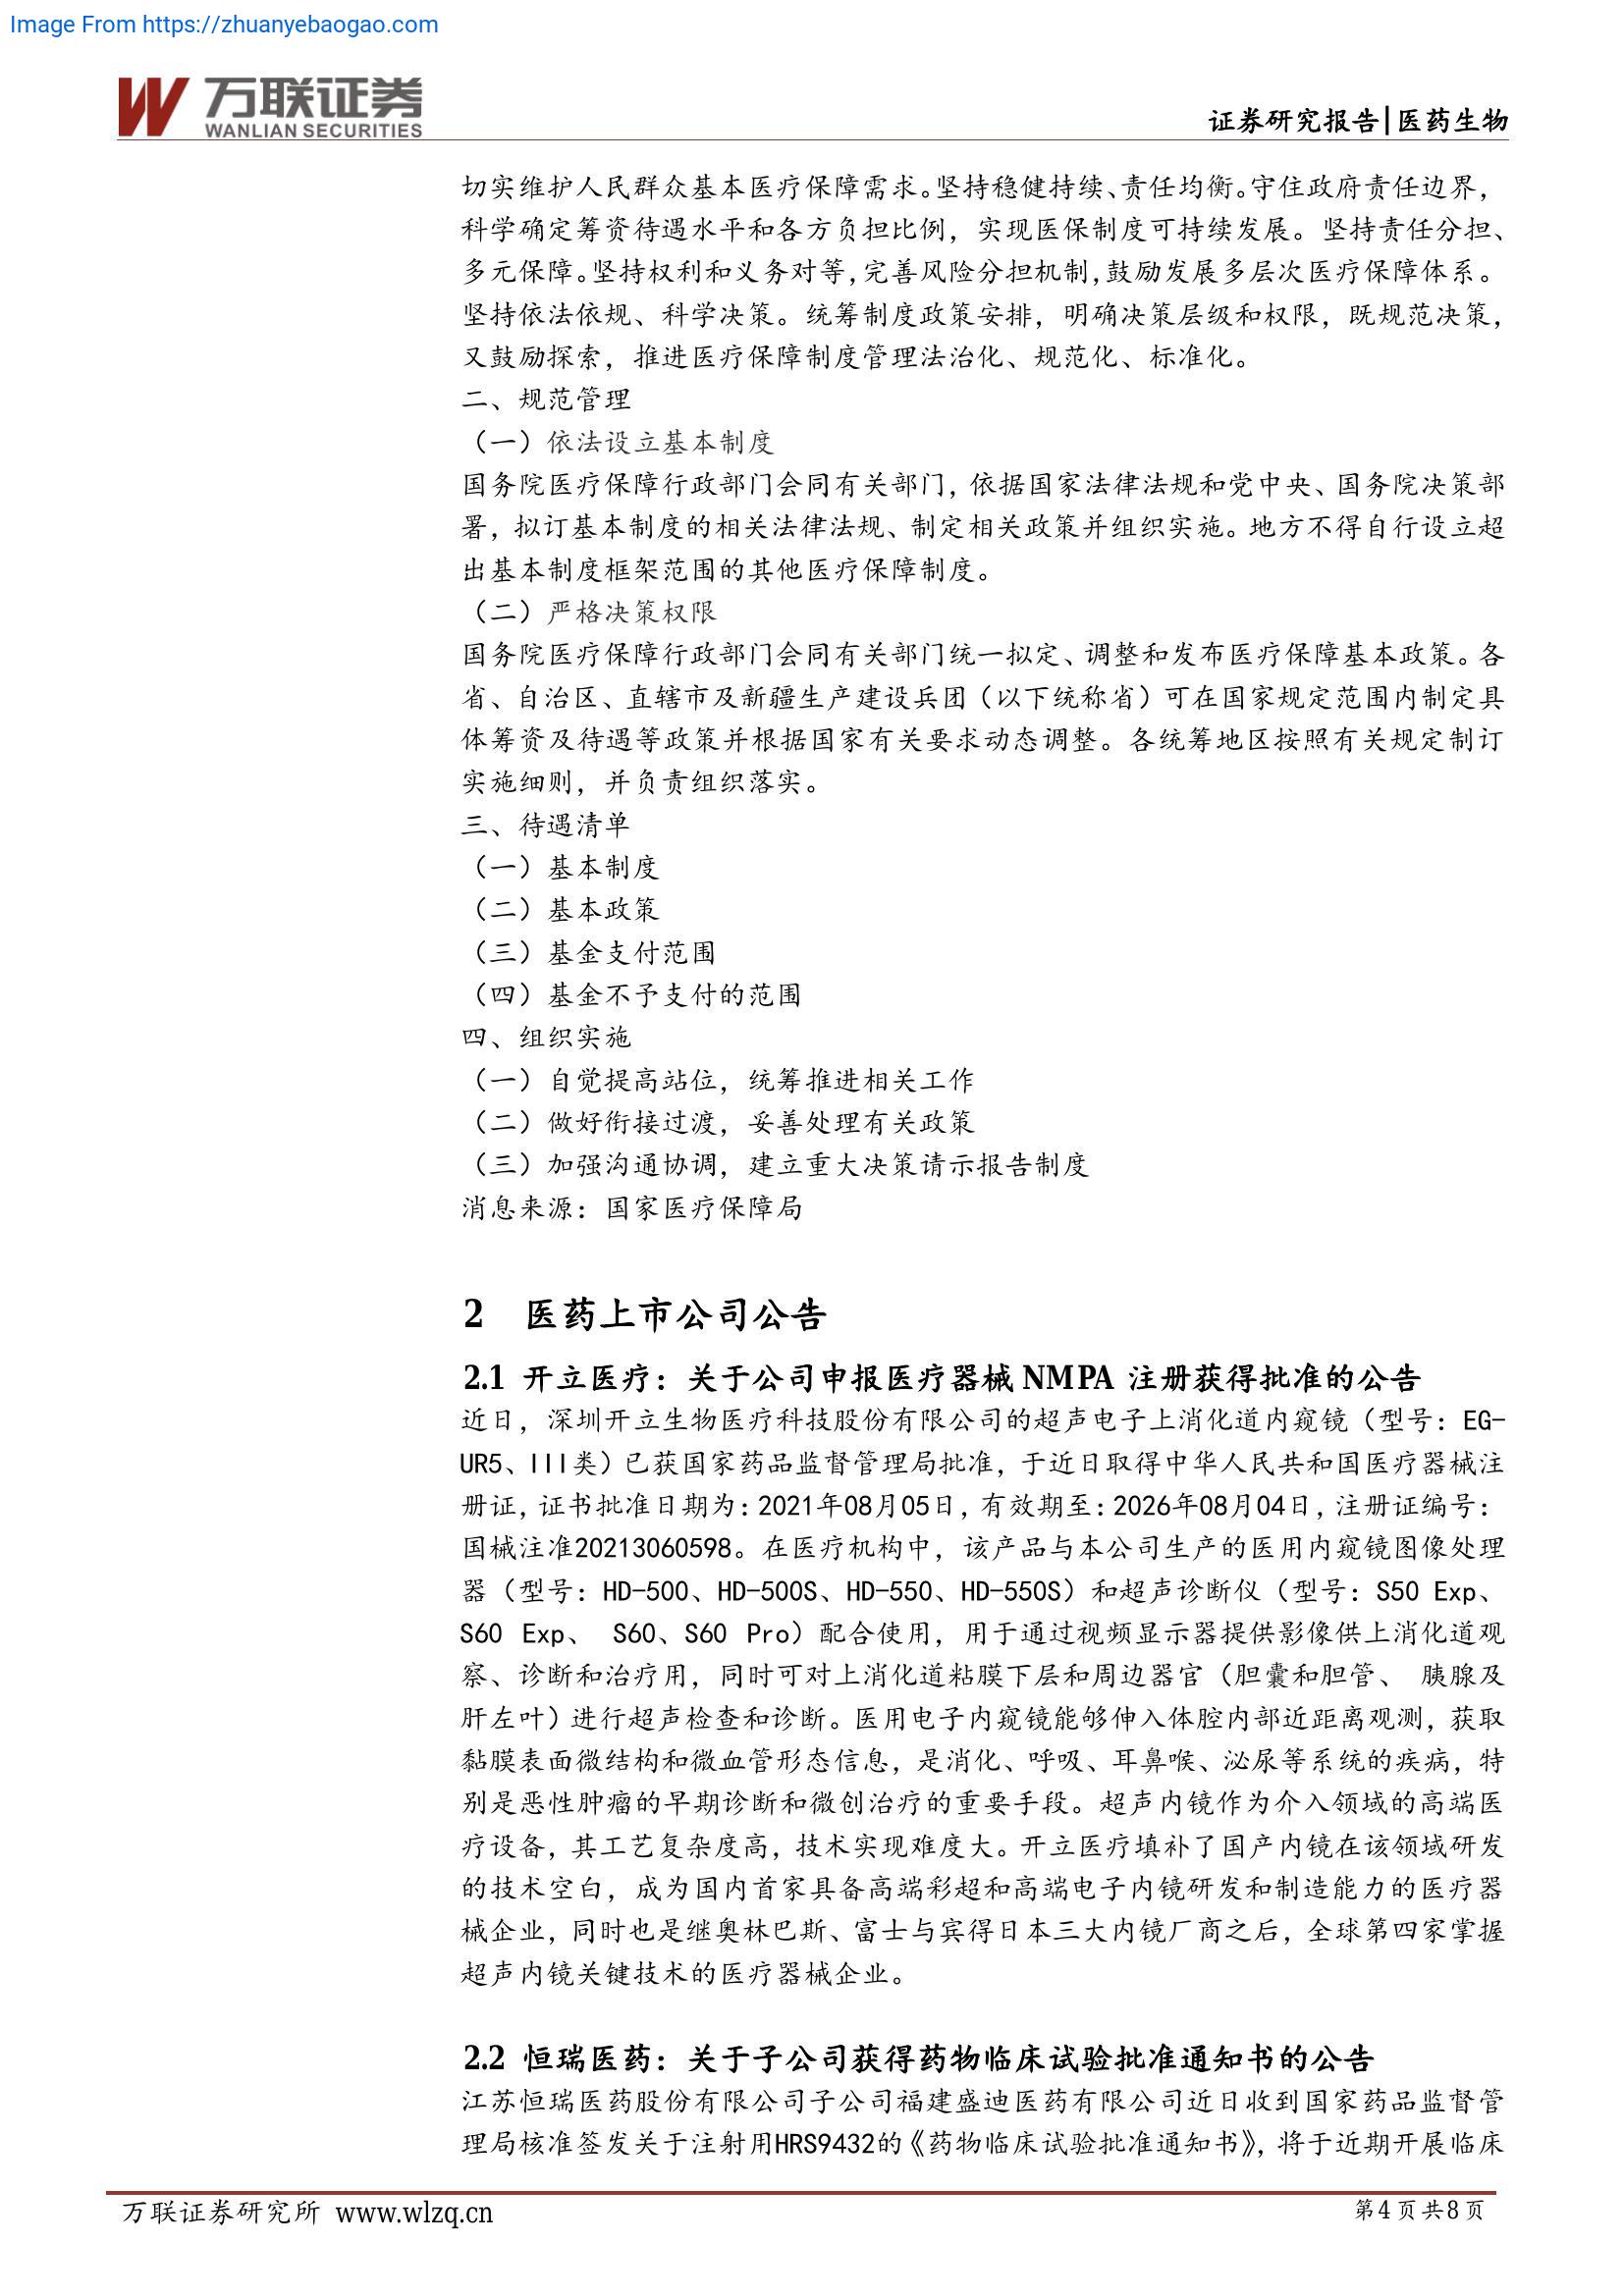 Image From https://zhuanyebaogao.com
万联证券
WANLIAN SECURITIES
证券研究报告|医药生物
切实维护人民群众基本医疗保障需求。坚持稳健持续、责任均衡。守住政府责任边界，
科学确定筹资待遇水平和各方负担比例，实现医保制度可持续发展。坚持责任分担、
多元保障。坚持权利和义务对等，完善风险分担机制，鼓励发展多层次医疗保障体系。
坚持依法依规、科学决策。统筹制度政策安排，明确决策层级和权限，既规范决策，
又鼓励探索，推进医疗保障制度管理法治化、规范化、标准化。
二、规范管理
（一）依法设立基本制度
国务院医疗保障行政部门会同有关部门，依据国家法律法规和党中央、国务院决策部
署，拟订基本制度的相关法律法规、制定相关政策并组织实施。地方不得自行设立超
出基本制度框架范围的其他医疗保障制度。
（二）严格决策权限
国务院医疗保障行政部门会同有关部门统一拟定、调整和发布医疗保障基本政策。各
省、自治区、直辖市及新疆生产建设兵团（以下统称省）可在国家规定范围内制定具
体筹资及待遇等政策并根据国家有关要求动态调整。各统筹地区按照有关规定制订
实施细则，并负责组织落实。
三、待遇清单
（一）基本制度
（二）基本政策
（三）基金支付范围
（四）基金不予支付的范围
四、组织实施
（一）自觉提高站位，统筹推进相关工作
（二）做好衔接过渡，妥善处理有关政策
（三）加强沟通协调，建立重大决策请示报告制度
消息来源：国家医疗保障局
2 医药上市公司公告
2.1 开立医疗：关于公司申报医疗器械 NMPA 注册获得批准的公告
近日，深圳开立生物医疗科技股份有限公司的超声电子上消化道内窥镜（型号：EG-
UR5、III类）已获国家药品监督管理局批准，于近日取得中华人民共和国医疗器械注
册证，证书批准日期为：2021年08月05日，有效期至：2026年08月04日，注册证编号：
国械注准20213060598。在医疗机构中，该产品与本公司生产的医用内窥镜图像处理
器（型号：HD-500、HD-500S、HD-550、HD-550S）和超声诊断仪（型号：S50 Exp、
S60 Exp、 S60、S60 Pro）配合使用，用于通过视频显示器提供影像供上消化道观
察、诊断和治疗用，同时可对上消化道粘膜下层和周边器官（胆囊和胆管、 胰腺及
肝左叶）进行超声检查和诊断。医用电子内窥镜能够伸入体腔内部近距离观测，获取
黏膜表面微结构和微血管形态信息，是消化、呼吸、耳鼻喉、泌尿等系统的疾病，特
别是恶性肿瘤的早期诊断和微创治疗的重要手段。超声内镜作为介入领域的高端医
疗设备，其工艺复杂度高，技术实现难度大。开立医疗填补了国产内镜在该领域研发
的技术空白，成为国内首家具备高端彩超和高端电子内镜研发和制造能力的医疗器
械企业，同时也是继奥林巴斯、富士与宾得日本三大内镜厂商之后，全球第四家掌握
超声内镜关键技术的医疗器械企业。
2.2 恒瑞医药：关于子公司获得药物临床试验批准通知书的公告
江苏恒瑞医药股份有限公司子公司福建盛迪医药有限公司近日收到国家药品监督管
理局核准签发关于注射用HRS9432的《药物临床试验批准通知书》，将于近期开展临床
万联证券研究所 www.wlzq.cn
第4页共8页